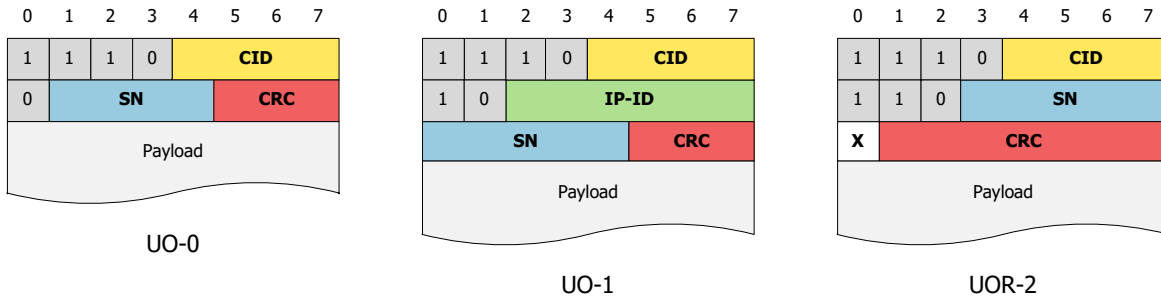 0 1 2 3 4 5 6 7
1 1 1 0 CID
0 SN CRC
Payload
UO-0
0 1 2 3 4 5 6 7
1 1 1 0 CID
1 0 IP-ID
SN CRC
Payload
UO-1
0 1 2 3 4 5 6 7
1 1 1 0 CID
1 1 0 SN
X CRC
Payload
UOR-2